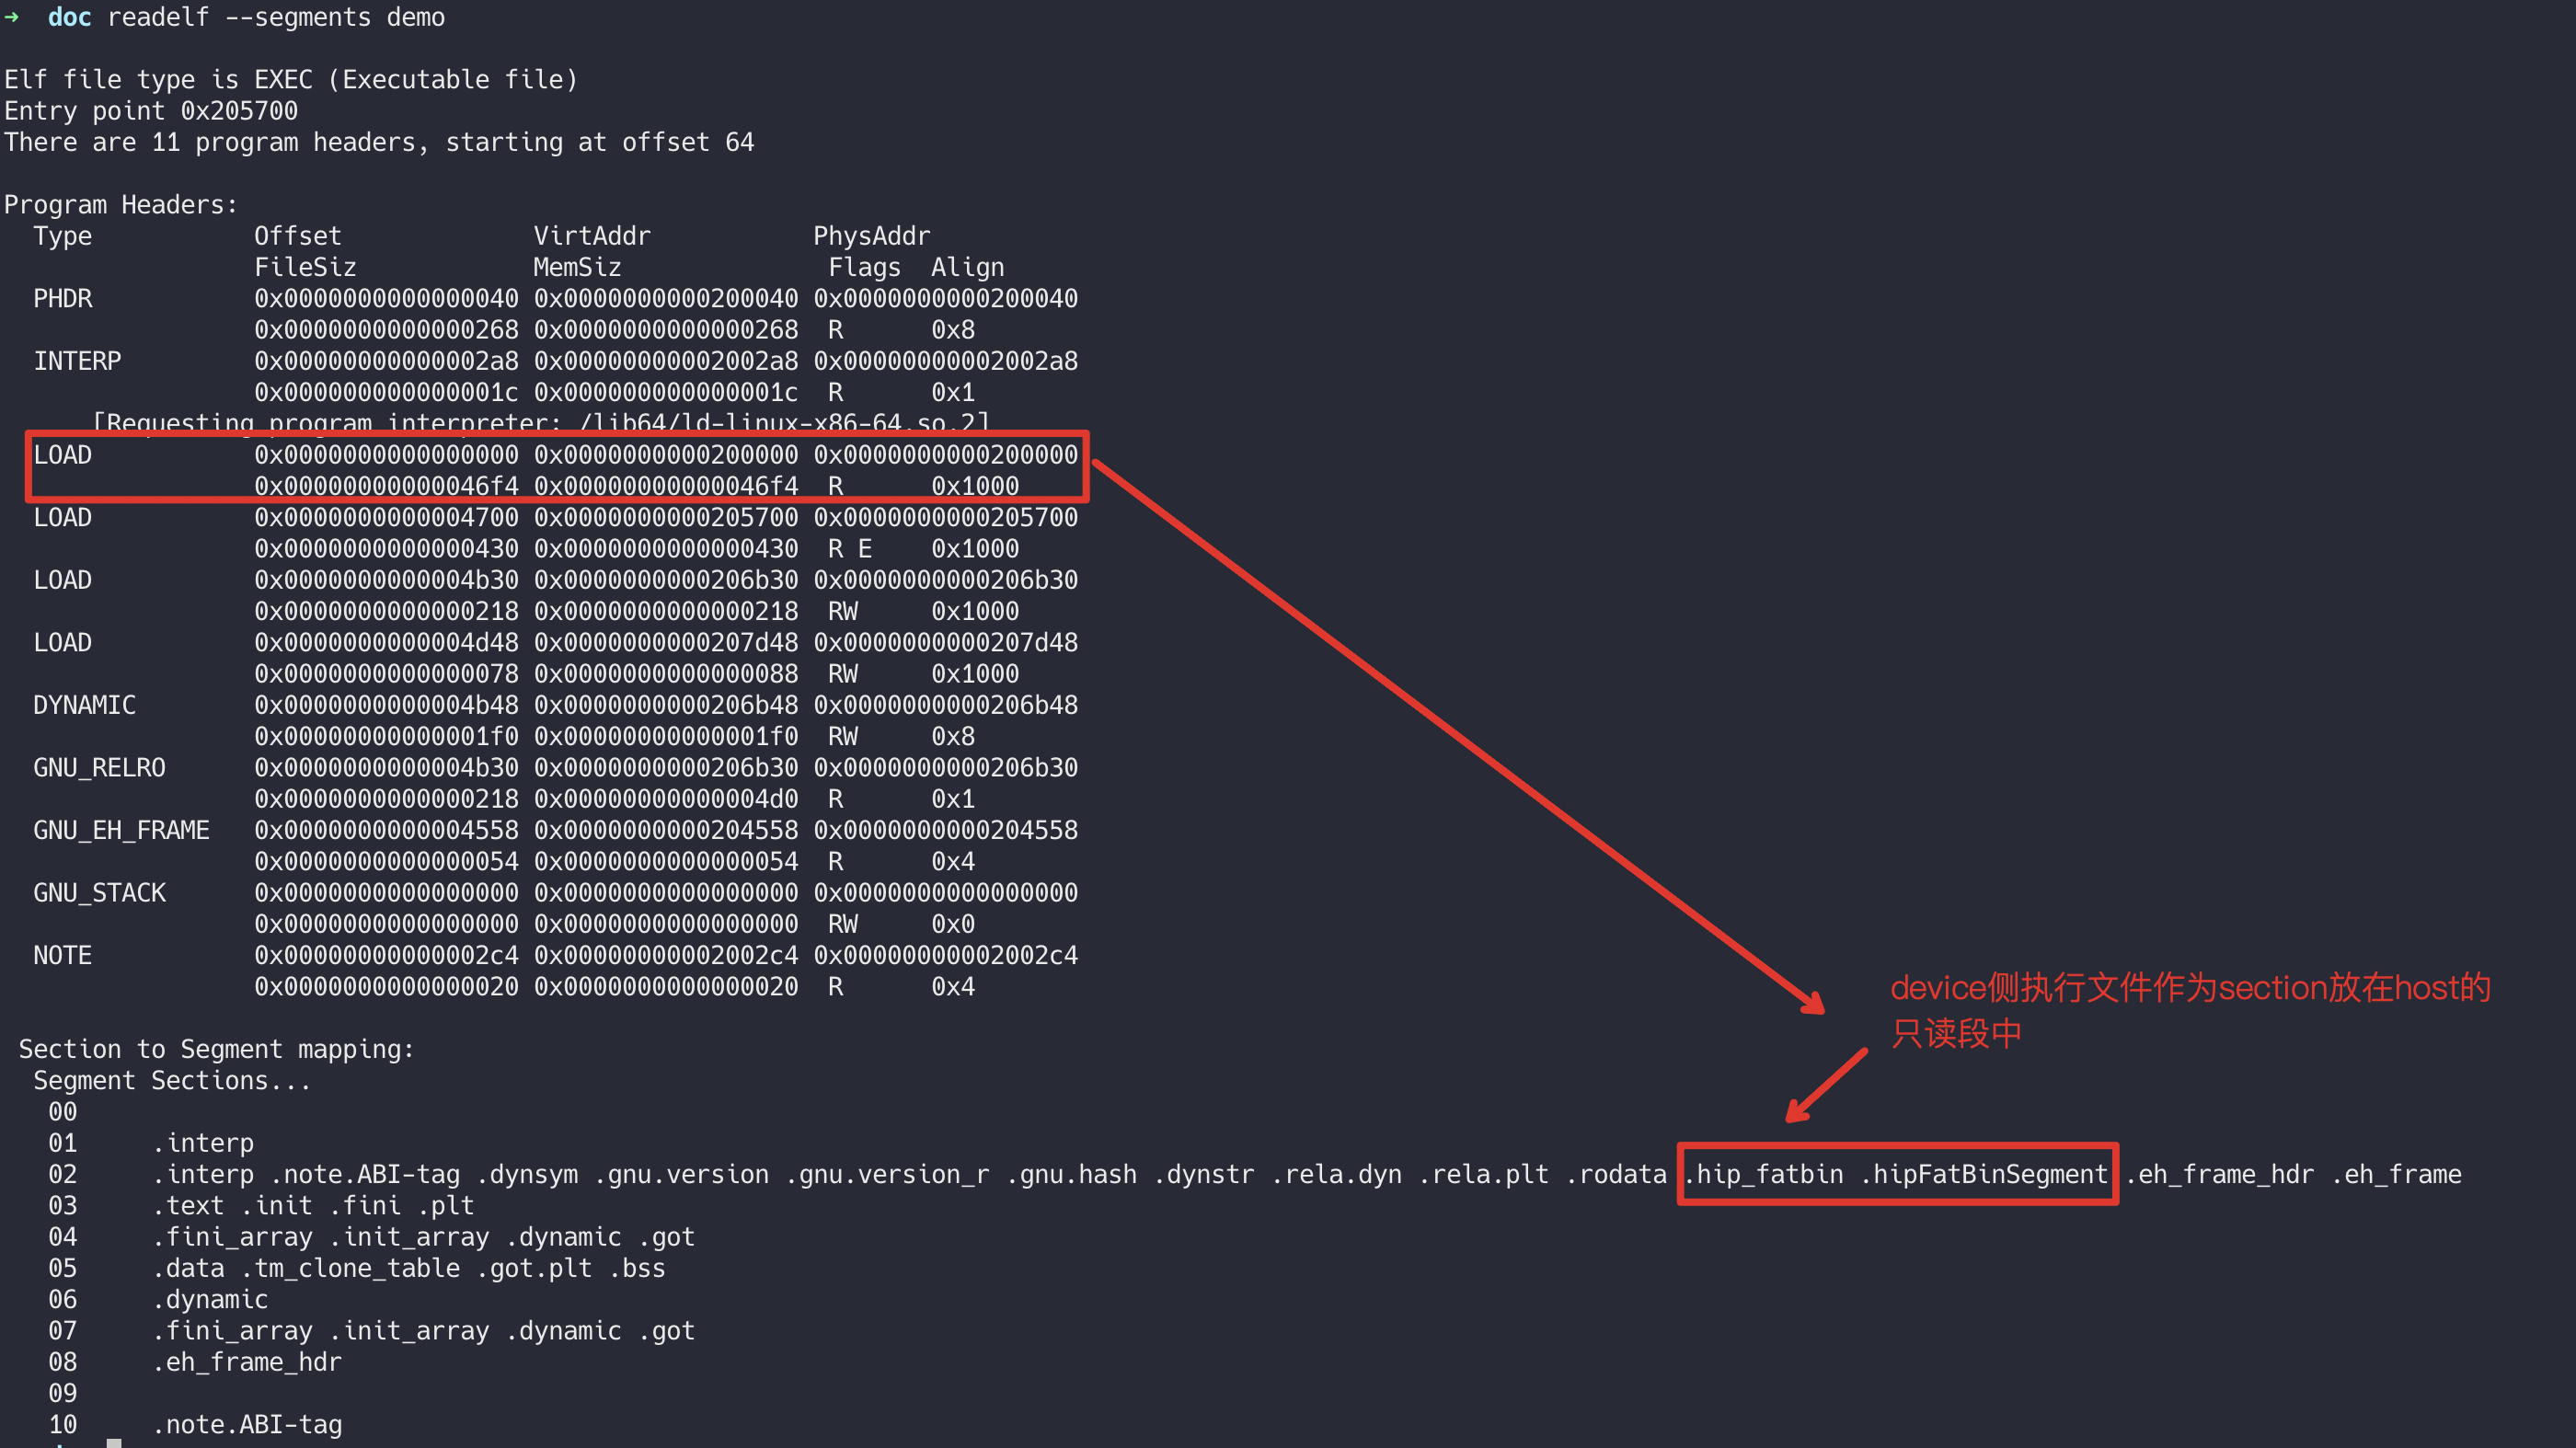 →  doc readelf --segments demo
Elf file type is EXEC (Executable file)
Entry point 0x205700
There are 11 program headers, starting at offset 64
Program Headers:
  Type           Offset             VirtAddr           PhysAddr
                 FileSiz            MemSiz              Flags  Align
  PHDR           0x0000000000000040 0x0000000000200040 0x0000000000200040
                 0x0000000000000268 0x0000000000000268  R      0x8
  INTERP         0x00000000000002a8 0x00000000002002a8 0x00000000002002a8
                 0x000000000000001c 0x000000000000001c  R      0x1
      [Requesting program interpreter: /lib64/ld-linux-x86-64.so.2]
  LOAD           0x0000000000000000 0x0000000000200000 0x0000000000200000
                 0x00000000000046f4 0x00000000000046f4  R      0x1000
  LOAD           0x0000000000004700 0x0000000000205700 0x0000000000205700
                 0x0000000000000430 0x0000000000000430  R E    0x1000
  LOAD           0x0000000000004b30 0x0000000000206b30 0x0000000000206b30
                 0x0000000000000218 0x0000000000000218  RW     0x1000
  LOAD           0x0000000000004d48 0x0000000000207d48 0x0000000000207d48
                 0x0000000000000078 0x0000000000000088  RW     0x1000
  DYNAMIC        0x0000000000004b48 0x0000000000206b48 0x0000000000206b48
                 0x00000000000001f0 0x00000000000001f0  RW     0x8
  GNU_RELRO      0x0000000000004b30 0x0000000000206b30 0x0000000000206b30
                 0x0000000000000218 0x00000000000004d0  R      0x1
  GNU_EH_FRAME   0x0000000000004558 0x0000000000204558 0x0000000000204558
                 0x0000000000000054 0x0000000000000054  R      0x4
  GNU_STACK      0x0000000000000000 0x0000000000000000 0x0000000000000000
                 0x0000000000000000 0x0000000000000000  RW     0x0
  NOTE           0x00000000000002c4 0x00000000002002c4 0x00000000002002c4
                 0x0000000000000020 0x0000000000000020  R      0x4
device侧执行文件作为section放在host的
只读段中
 Section to Segment mapping:
  Segment Sections...
   00
   01     .interp
   02     .interp .note.ABI-tag .dynsym .gnu.version .gnu.version_r .gnu.hash .dynstr .rela.dyn .rela.plt .rodata .hip_fatbin .hipFatBinSegment .eh_frame_hdr .eh_frame
   03     .text .init .fini .plt
   04     .fini_array .init_array .dynamic .got
   05     .data .tm_clone_table .got.plt .bss
   06     .dynamic
   07     .fini_array .init_array .dynamic .got
   08     .eh_frame_hdr
   09
   10     .note.ABI-tag